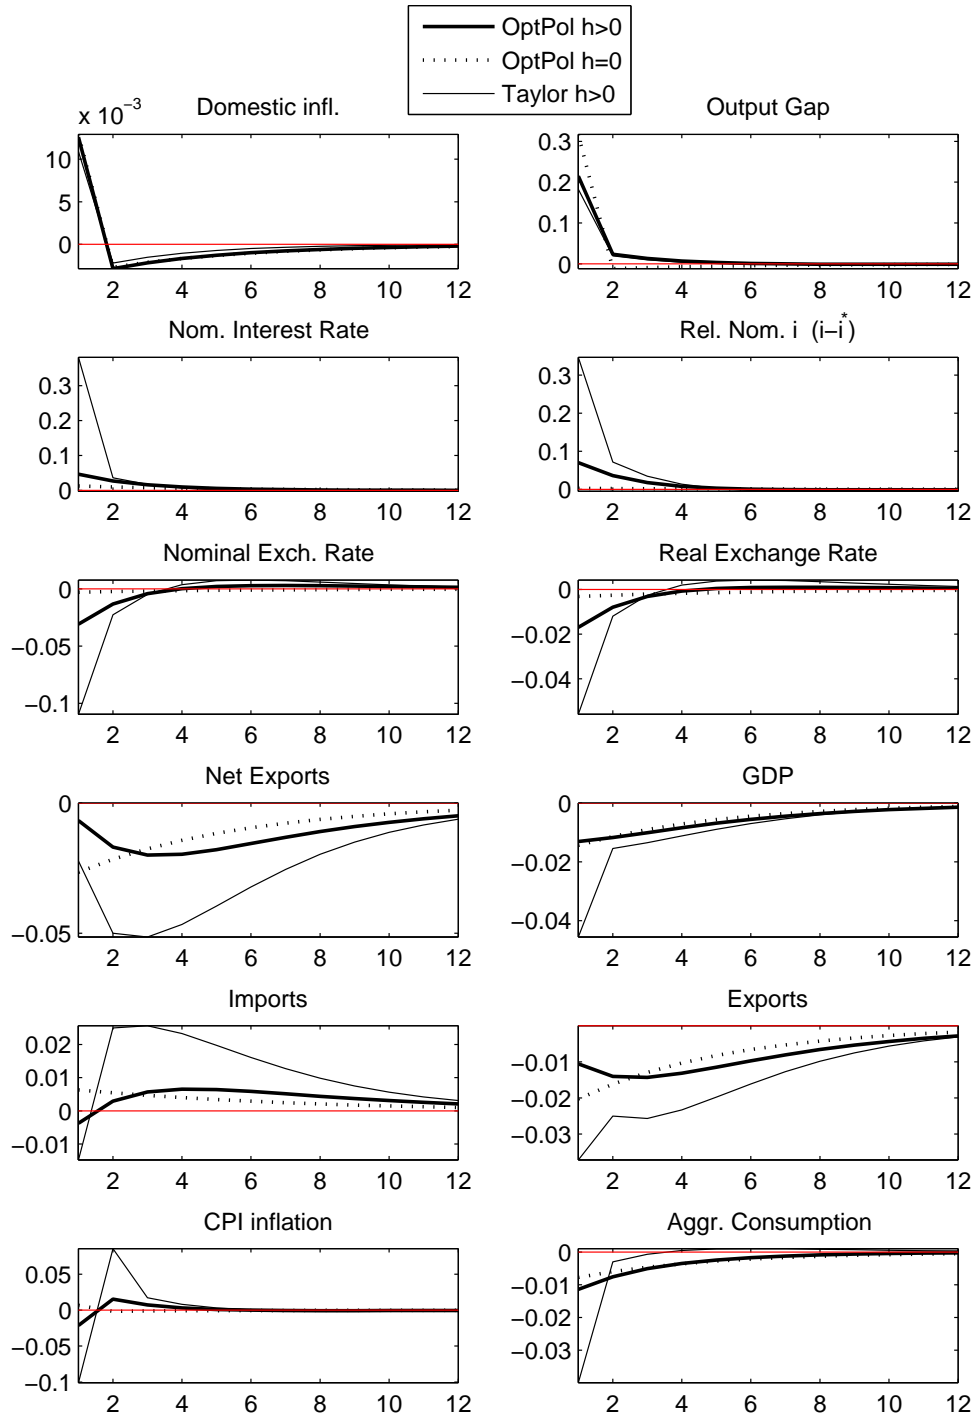 OptPol h>0
OptPol h=0
Taylor h>0
x 10^-3
Domestic infl.
10
5
0
2 4 6 8 10 12
Output Gap
0.3
0.2
0.1
0
2 4 6 8 10 12
Nom. Interest Rate
0.3
0.2
0.1
0
2 4 6 8 10 12
Rel. Nom. i (i−i*)
0.3
0.2
0.1
0
2 4 6 8 10 12
Nominal Exch. Rate
0
−0.05
−0.1
2 4 6 8 10 12
Real Exchange Rate
0
−0.02
−0.04
2 4 6 8 10 12
Net Exports
0
−0.05
2 4 6 8 10 12
GDP
0
−0.02
−0.04
2 4 6 8 10 12
Imports
0.02
0.01
0
−0.01
2 4 6 8 10 12
Exports
−0.01
−0.02
−0.03
2 4 6 8 10 12
CPI inflation
0.05
0
−0.05
−0.1
2 4 6 8 10 12
Aggr. Consumption
0
−0.01
−0.02
−0.03
2 4 6 8 10 12